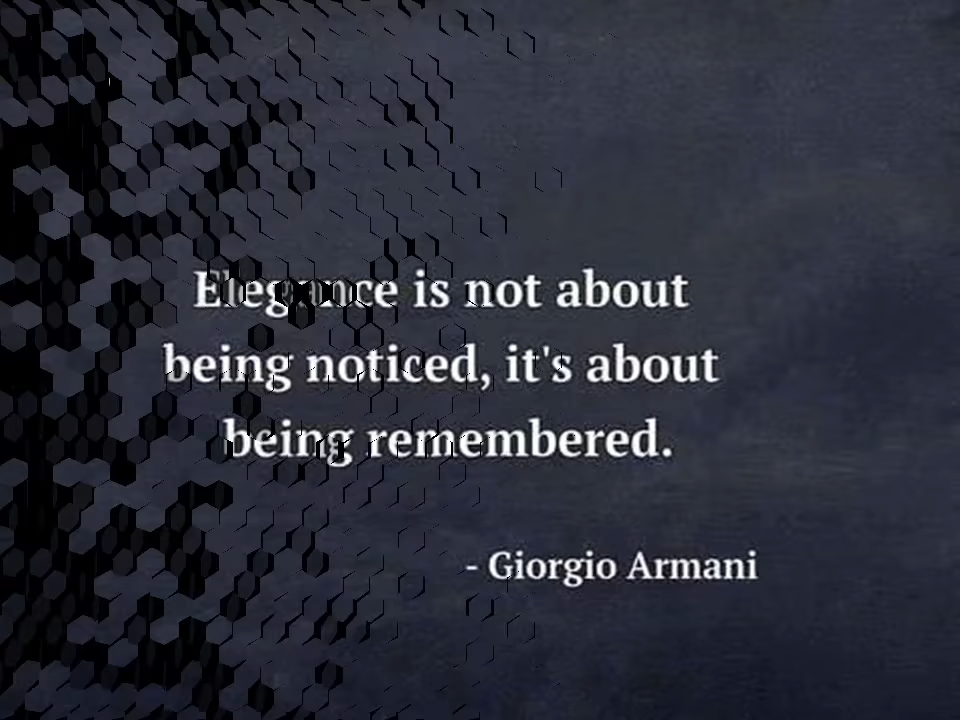 Elegance is not about
being noticed, it's about
being remembered.
- Giorgio Armani